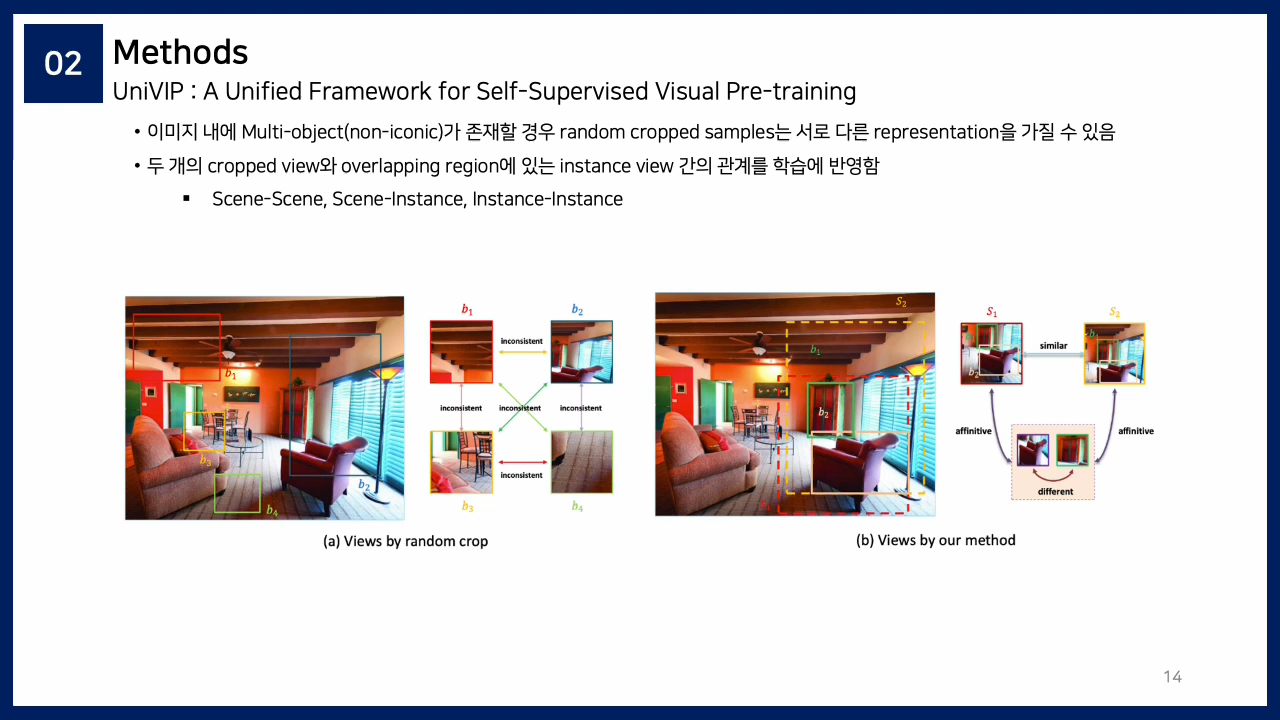 02
Methods
UniVIP : A Unified Framework for Self-Supervised Visual Pre-training
• 이미지 내에 Multi-object(non-iconic)가 존재할 경우 random cropped samples는 서로 다른 representation을 가질 수 있음
• 두 개의 cropped view와 overlapping region에 있는 instance view 간의 관계를 학습에 반영함
▪ Scene-Scene, Scene-Instance, Instance-Instance
b₁
b₂
b₃
b₄
b₁
b₂
inconsistent
inconsistent
inconsistent
inconsistent
inconsistent
b₃
b₄
(a) Views by random crop
S₂
b₁
b₂
S₁
S₁
S₂
b₁
b₂
similar
affinitive
affinitive
different
(b) Views by our method
14